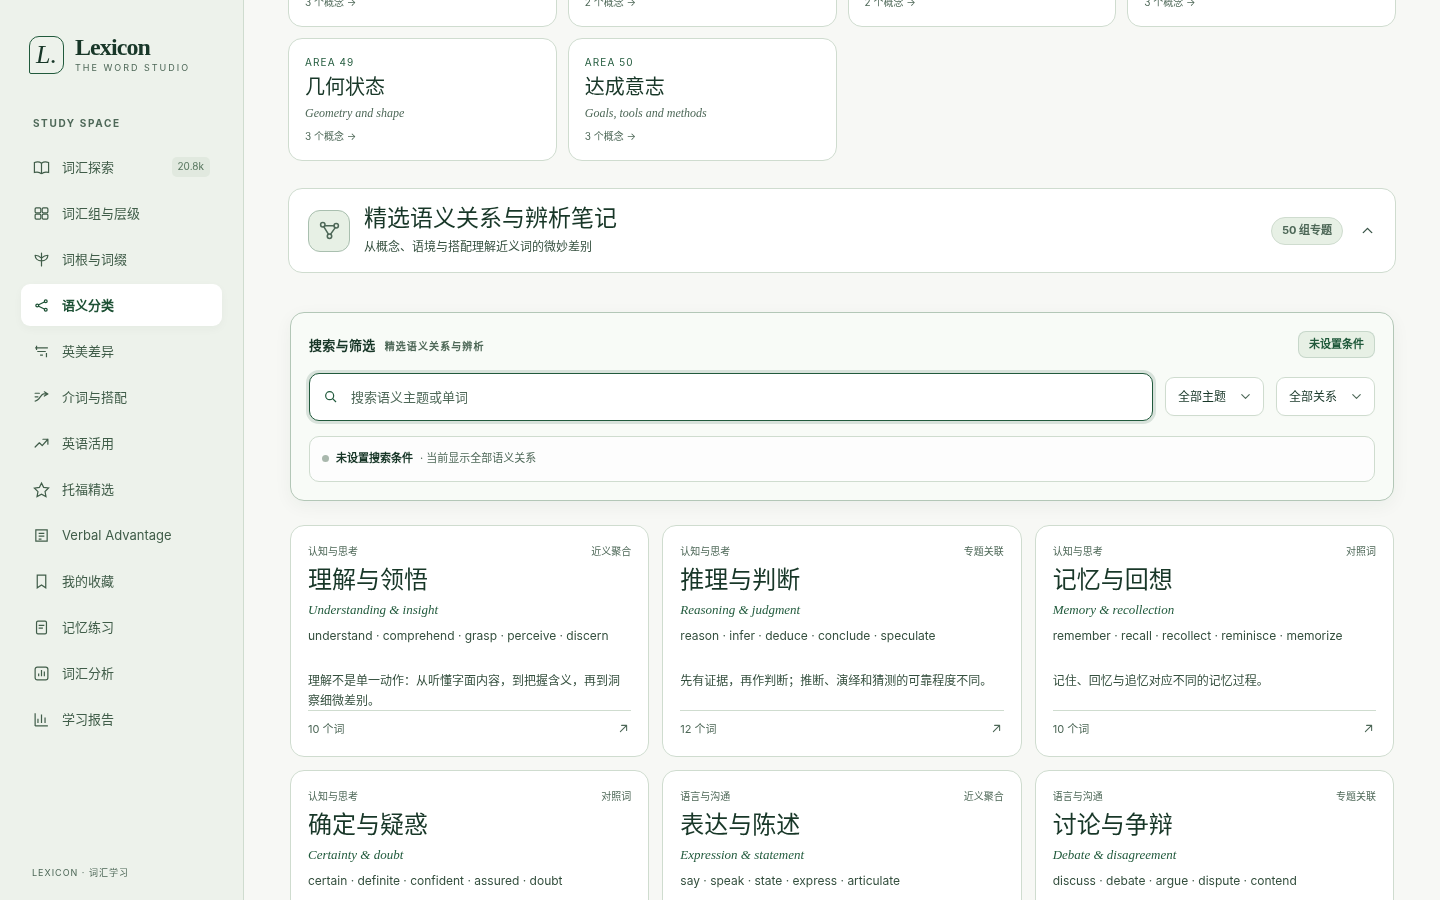 L.
Lexicon
THE WORD STUDIO
STUDY SPACE
词汇探索 20.8k
词汇组与层级
词根与词缀
语义分类
英美差异
介词与搭配
英语活用
托福精选
Verbal Advantage
我的收藏
记忆练习
词汇分析
学习报告
LEXICON · 词汇学习
3 个概念 →
2 个概念 →
2 个概念 →
3 个概念 →
AREA 49
几何状态
Geometry and shape
3 个概念 →
AREA 50
达成意志
Goals, tools and methods
3 个概念 →
精选语义关系与辨析笔记
从概念、语境与搭配理解近义词的微妙差别
50 组专题
搜索与筛选 精选语义关系与辨析
未设置条件
搜索语义主题或单词
全部主题
全部关系
未设置搜索条件 · 当前显示全部语义关系
认知与思考 近义聚合
理解与领悟
Understanding & insight
understand · comprehend · grasp · perceive · discern
理解不是单一动作：从听懂字面内容，到把握含义，再到洞
察细微差别。
10 个词
认知与思考 专题关联
推理与判断
Reasoning & judgment
reason · infer · deduce · conclude · speculate
先有证据，再作判断；推断、演绎和猜测的可靠程度不同。
12 个词
认知与思考 对照词
记忆与回想
Memory & recollection
remember · recall · recollect · reminisce · memorize
记住、回忆与追忆对应不同的记忆过程。
10 个词
认知与思考 对照词
确定与疑惑
Certainty & doubt
certain · definite · confident · assured · doubt
语言与沟通 近义聚合
表达与陈述
Expression & statement
say · speak · state · express · articulate
语言与沟通 专题关联
讨论与争辩
Debate & disagreement
discuss · debate · argue · dispute · contend